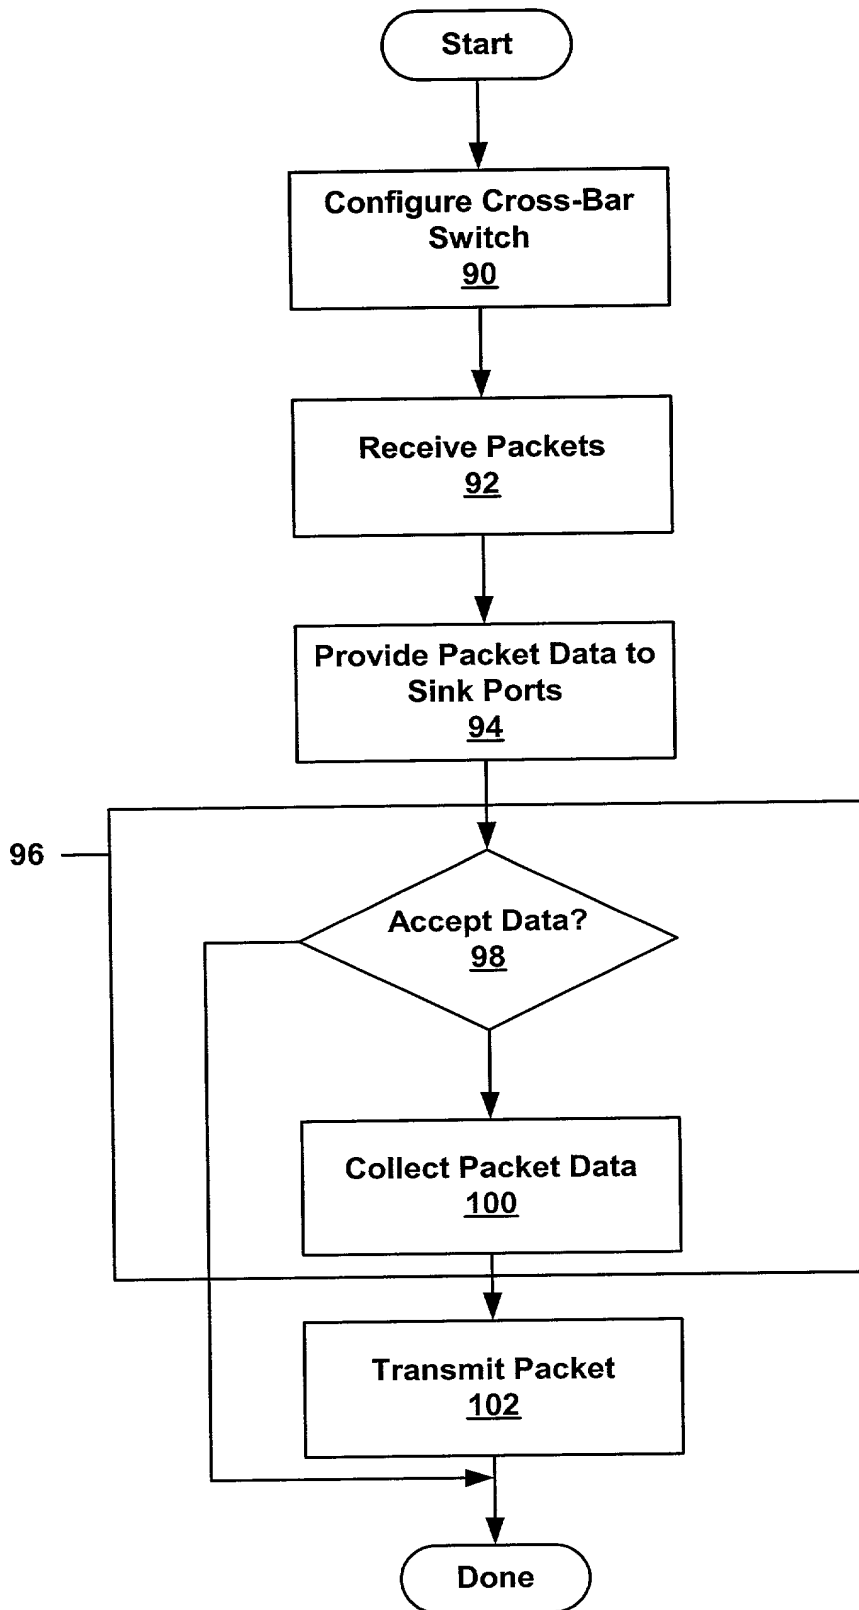 Start
Configure Cross-Bar
Switch
90
Receive Packets
92
Provide Packet Data to
Sink Ports
94
96
Accept Data?
98
Collect Packet Data
100
Transmit Packet
102
Done